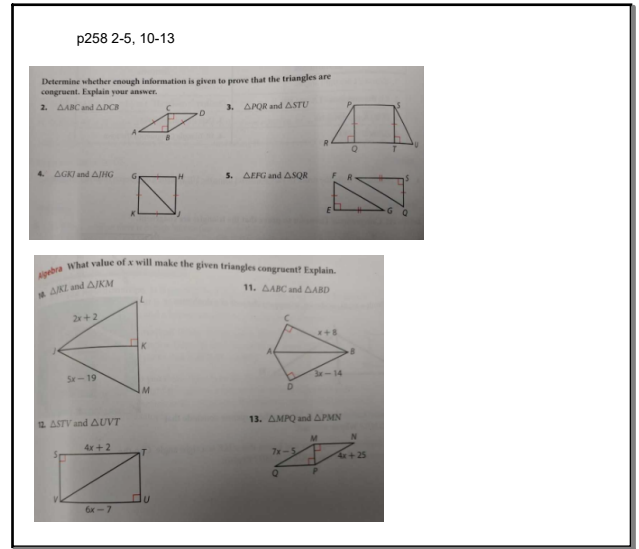 p258 2-5, 10-13
Determine whether enough information is given to prove that the triangles are
congruent. Explain your answer.
2. △ABC and △DCB
C
D
A
B
3. △PQR and △STU
P
S
R
Q
T
U
4. △GKJ and △JHG
G
H
K
J
5. △EFG and △SQR
F
R
S
E
G
Q
Algebra What value of x will make the given triangles congruent? Explain.
10. △JKL and △JKM
L
2x + 2
J
K
5x − 19
M
11. △ABC and △ABD
C
x + 8
A
B
3x − 14
D
12. △STV and △UVT
4x + 2
S
T
V
U
6x − 7
13. △MPQ and △PMN
M
N
7x − 5
4x + 25
Q
P